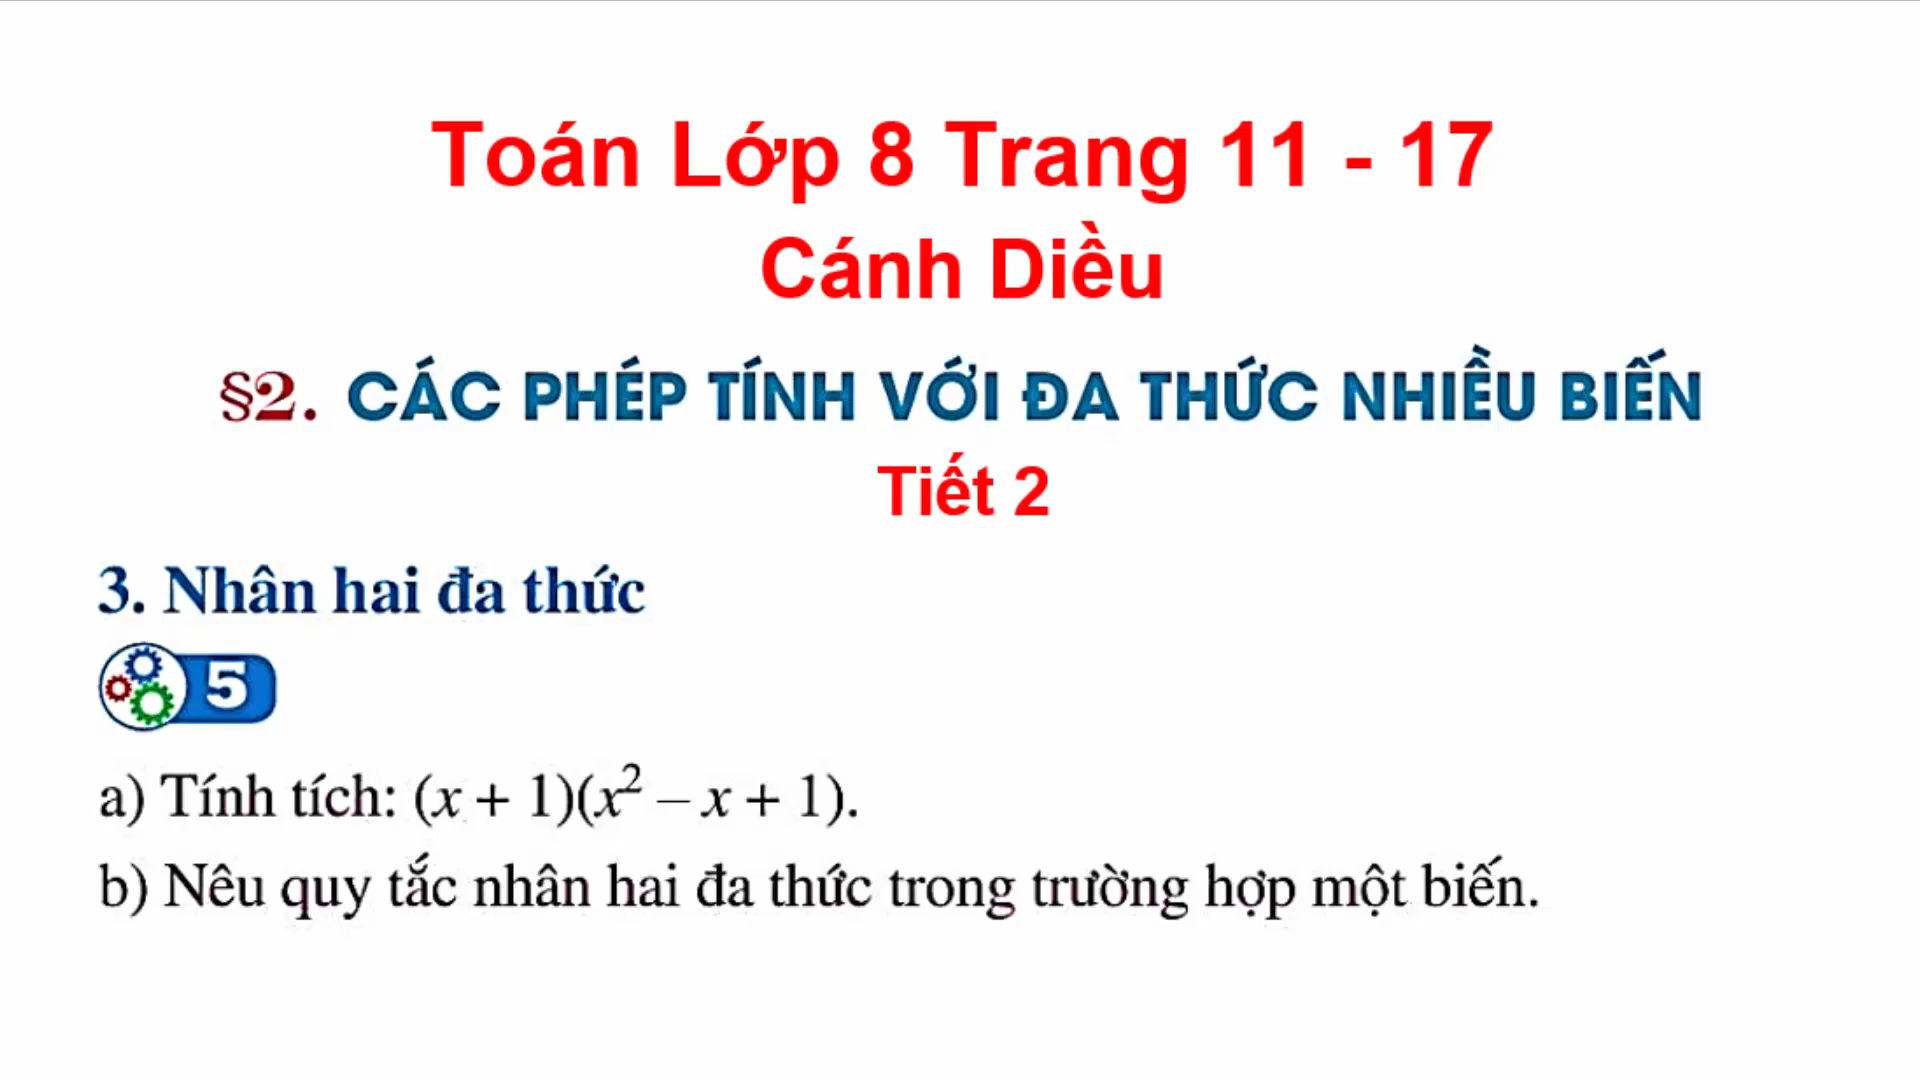 Toán Lớp 8 Trang 11 - 17
Cánh Diều
§2. CÁC PHÉP TÍNH VỚI ĐA THỨC NHIỀU BIẾN
Tiết 2
3. Nhân hai đa thức
5
a) Tính tích: (x + 1)(x² – x + 1).
b) Nêu quy tắc nhân hai đa thức trong trường hợp một biến.